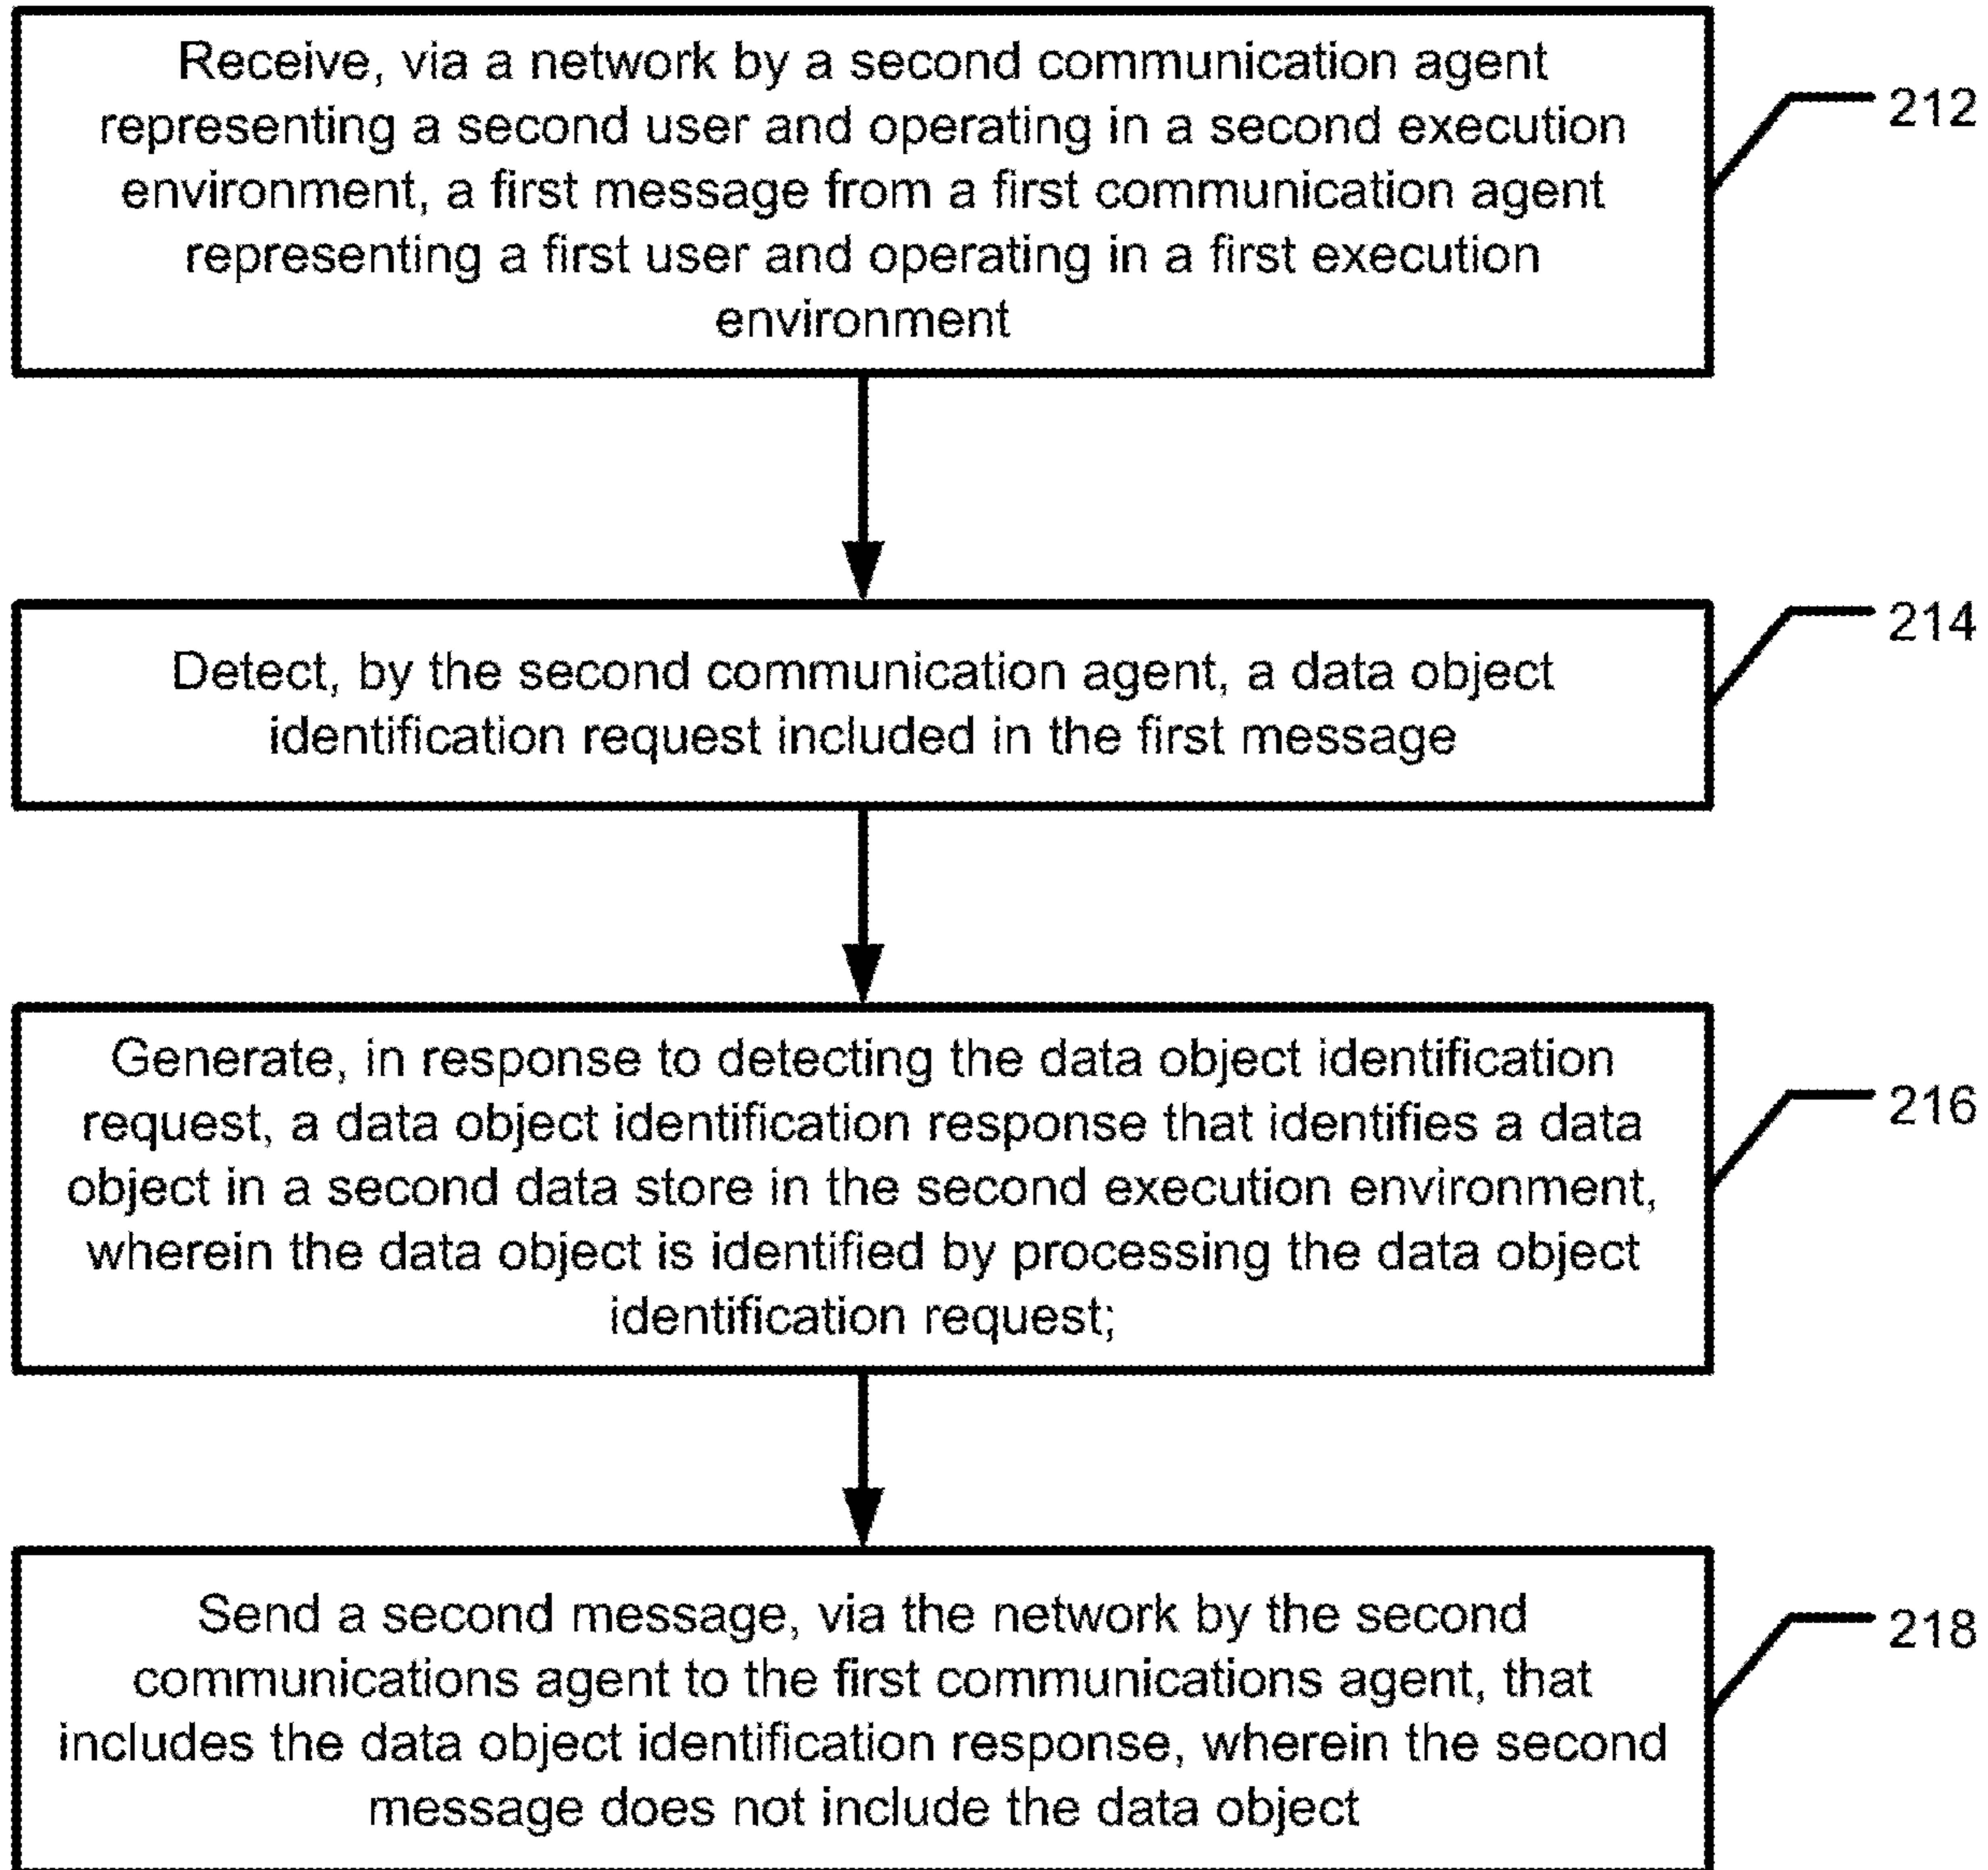 Receive, via a network by a second communication agent
representing a second user and operating in a second execution
environment, a first message from a first communication agent
representing a first user and operating in a first execution
environment
212
Detect, by the second communication agent, a data object
identification request included in the first message
214
Generate, in response to detecting the data object identification
request, a data object identification response that identifies a data
object in a second data store in the second execution environment,
wherein the data object is identified by processing the data object
identification request;
216
Send a second message, via the network by the second
communications agent to the first communications agent, that
includes the data object identification response, wherein the second
message does not include the data object
218